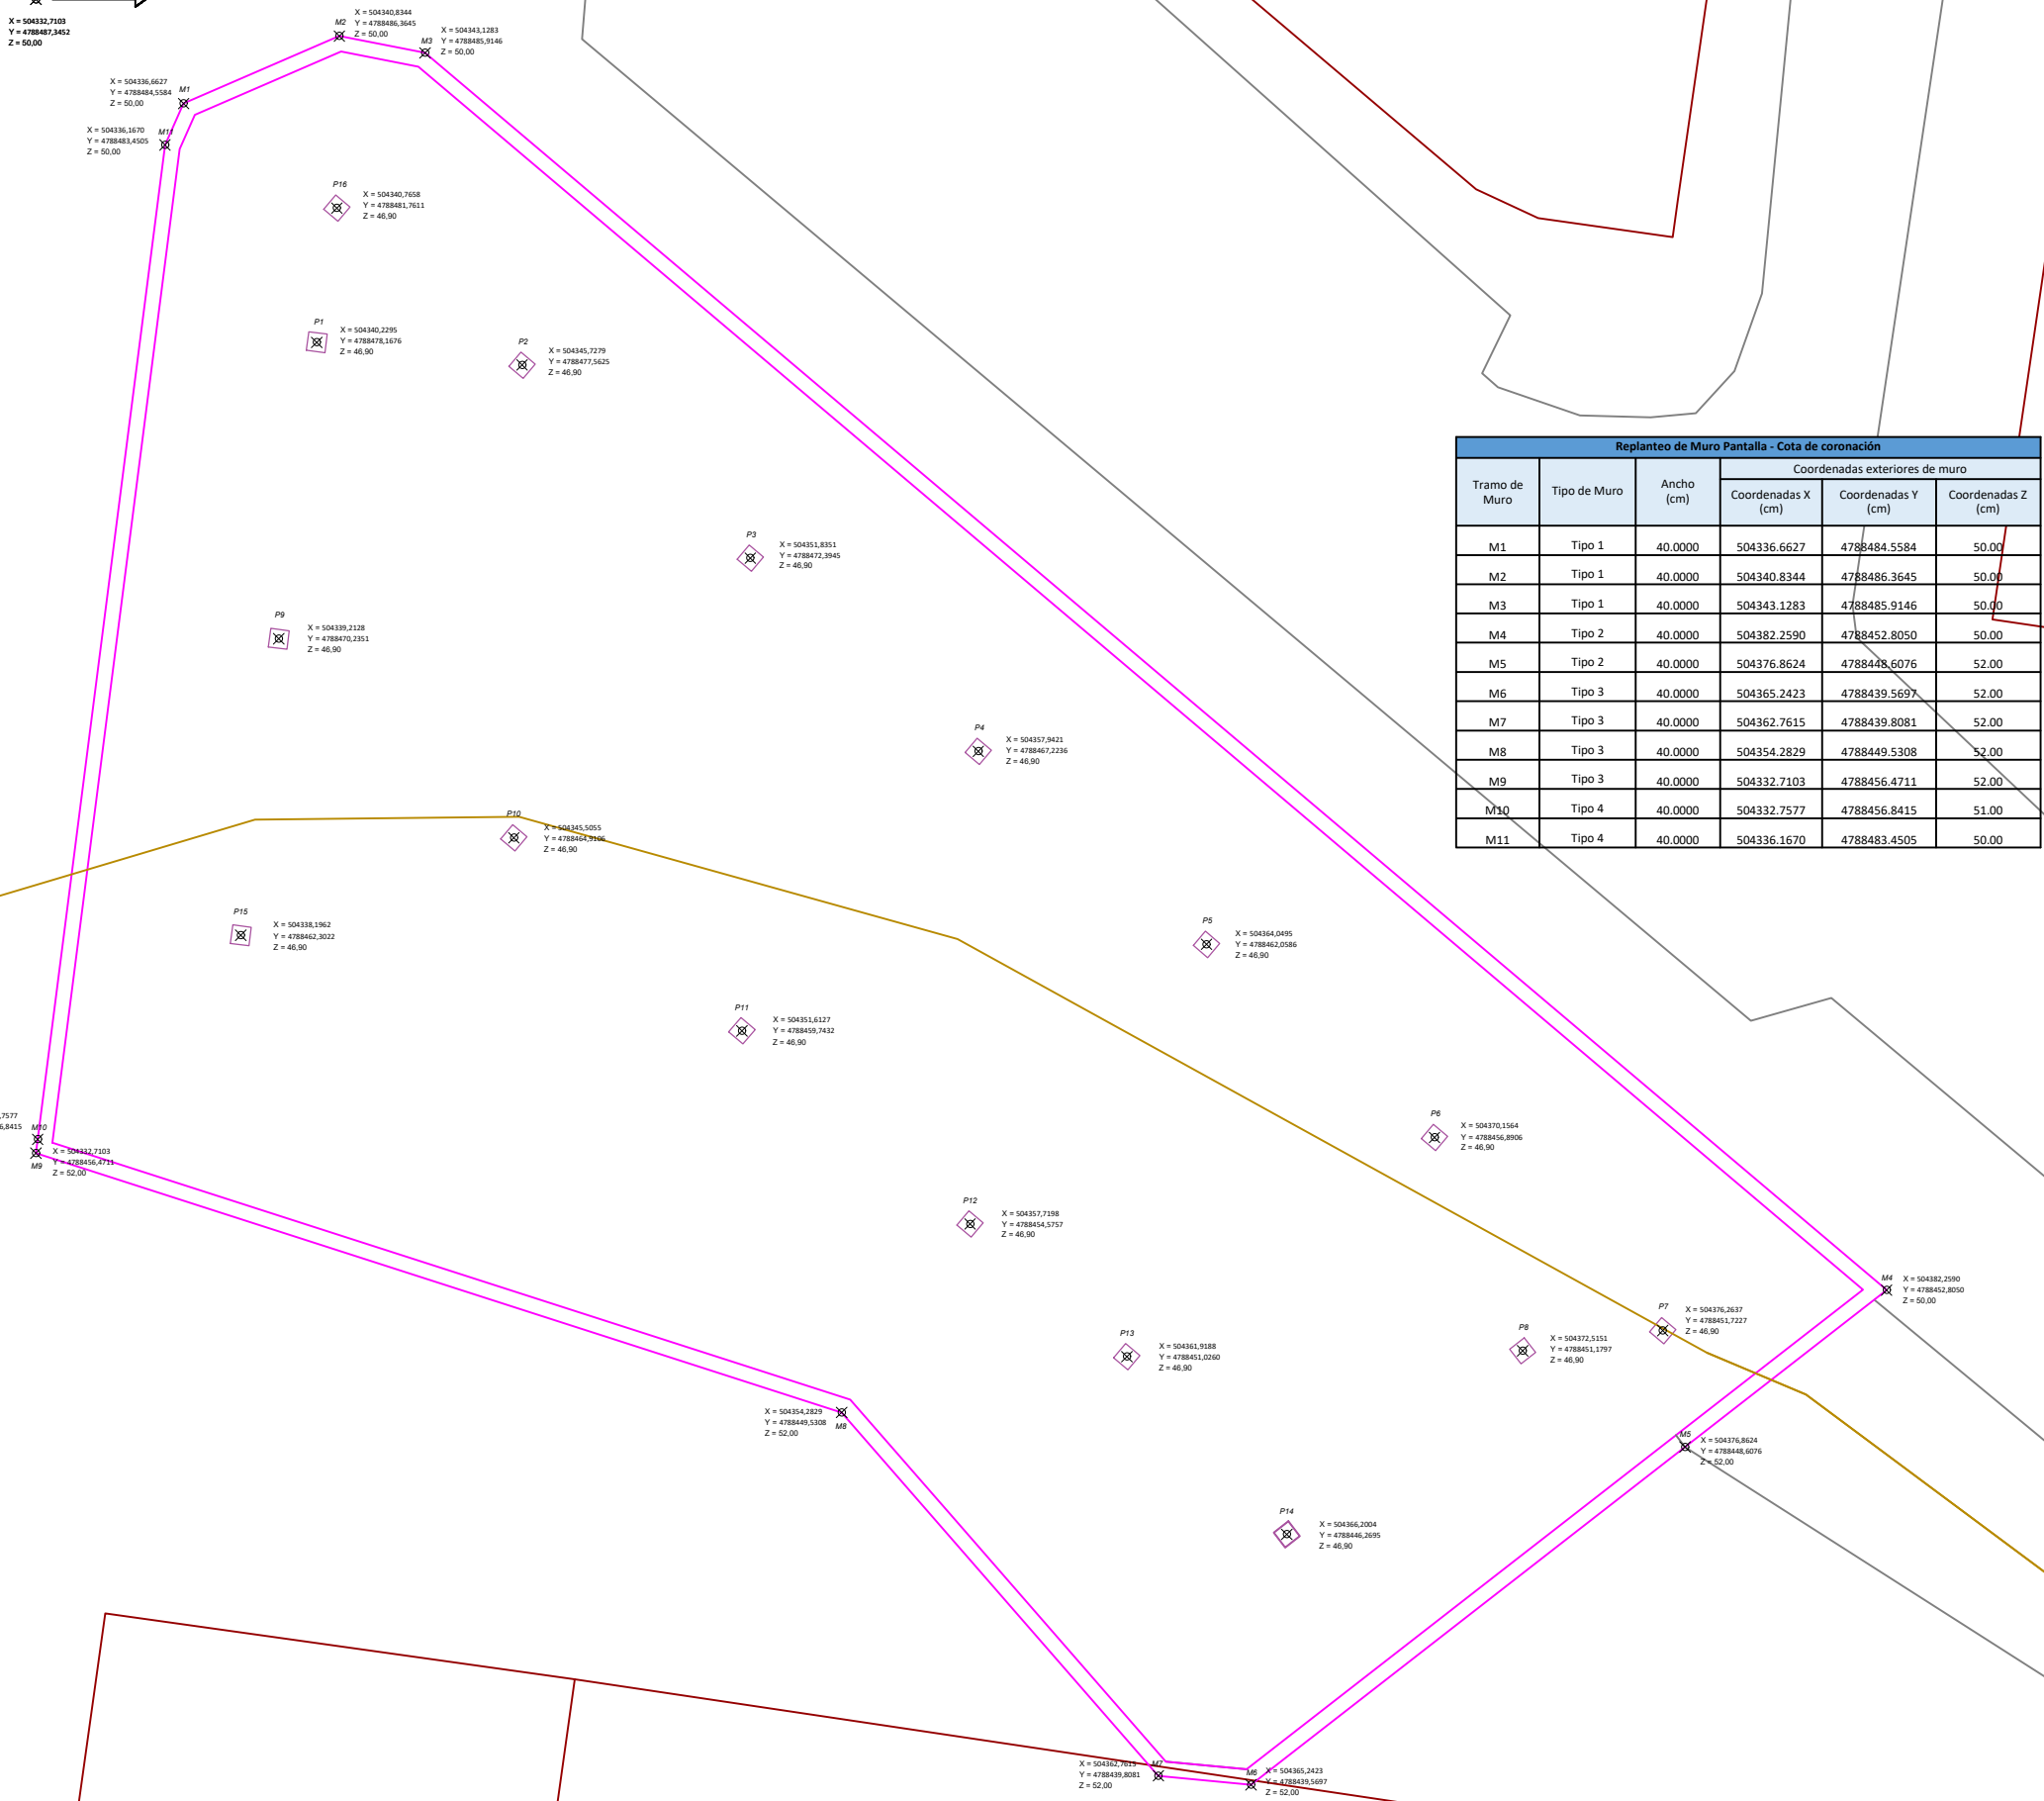 X = 504332,7103
Y = 4788487,3452
Z = 50,00
M2
X = 504340,8344
Y = 4788486,3645
Z = 50,00
M3
X = 504343,1283
Y = 4788485,9146
Z = 50,00
X = 504336,6627
Y = 4788484,5584
Z = 50,00
M1
X = 504336,1670
Y = 4788483,4505
Z = 50,00
M11
P16
X = 504340,7658
Y = 4788481,7611
Z = 46,90
P1
X = 504340,2295
Y = 4788478,1676
Z = 46,90
P2
X = 504345,7279
Y = 4788477,5625
Z = 46,90
Replanteo de Muro Pantalla - Cota de coronación
Tramo de Muro
Tipo de Muro
Ancho (cm)
Coordenadas exteriores de muro
Coordenadas X (cm)
Coordenadas Y (cm)
Coordenadas Z (cm)
M1 Tipo 1 40.0000 504336.6627 4788484.5584 50.00
M2 Tipo 1 40.0000 504340.8344 4788486.3645 50.00
M3 Tipo 1 40.0000 504343.1283 4788485.9146 50.00
M4 Tipo 2 40.0000 504382.2590 4788452.8050 50.00
M5 Tipo 2 40.0000 504376.8624 4788448.6076 52.00
M6 Tipo 3 40.0000 504365.2423 4788439.5697 52.00
M7 Tipo 3 40.0000 504362.7615 4788439.8081 52.00
M8 Tipo 3 40.0000 504354.2829 4788449.5308 52.00
M9 Tipo 3 40.0000 504332.7103 4788456.4711 52.00
M10 Tipo 4 40.0000 504332.7577 4788456.8415 51.00
M11 Tipo 4 40.0000 504336.1670 4788483.4505 50.00
P3
X = 504351,8351
Y = 4788472,3945
Z = 46,90
P9
X = 504339,2128
Y = 4788470,2351
Z = 46,90
P4
X = 504357,9421
Y = 4788467,2236
Z = 46,90
P10
X = 504345,5055
Y = 4788464,9106
Z = 46,90
P15
X = 504338,1962
Y = 4788462,3022
Z = 46,90
P5
X = 504364,0495
Y = 4788462,0586
Z = 46,90
P11
X = 504351,6127
Y = 4788459,7432
Z = 46,90
,7577
6,8415
M10
X = 504332,7103
Y = 4788456,4711
Z = 52,00
M9
P6
X = 504370,1564
Y = 4788456,8906
Z = 46,90
P12
X = 504357,7198
Y = 4788454,5757
Z = 46,90
M4
X = 504382,2590
Y = 4788452,8050
Z = 50,00
P7
X = 504376,2637
Y = 4788451,7227
Z = 46,90
P8
X = 504372,5151
Y = 4788451,1797
Z = 46,90
P13
X = 504361,9188
Y = 4788451,0260
Z = 46,90
X = 504354,2829
Y = 4788449,5308
Z = 52,00
M8
M5
X = 504376,8624
Y = 4788448,6076
Z = 52,00
P14
X = 504366,2004
Y = 4788446,2695
Z = 46,90
X = 504362,7615
Y = 4788439,8081
Z = 52,00
M7
M6
X = 504365,2423
Y = 4788439,5697
Z = 52,00